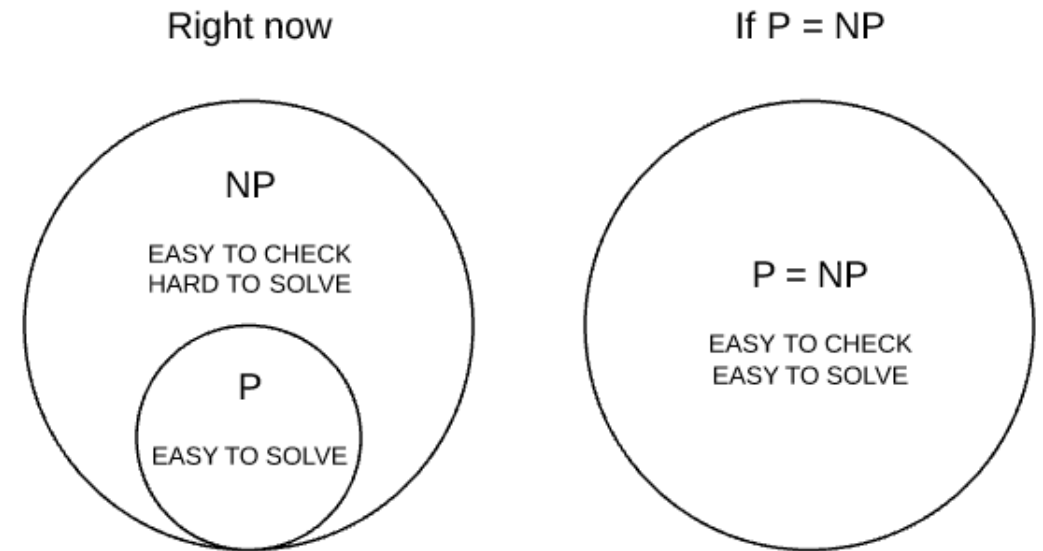 Right now
NP
EASY TO CHECK
HARD TO SOLVE
P
EASY TO SOLVE
If P = NP
P = NP
EASY TO CHECK
EASY TO SOLVE